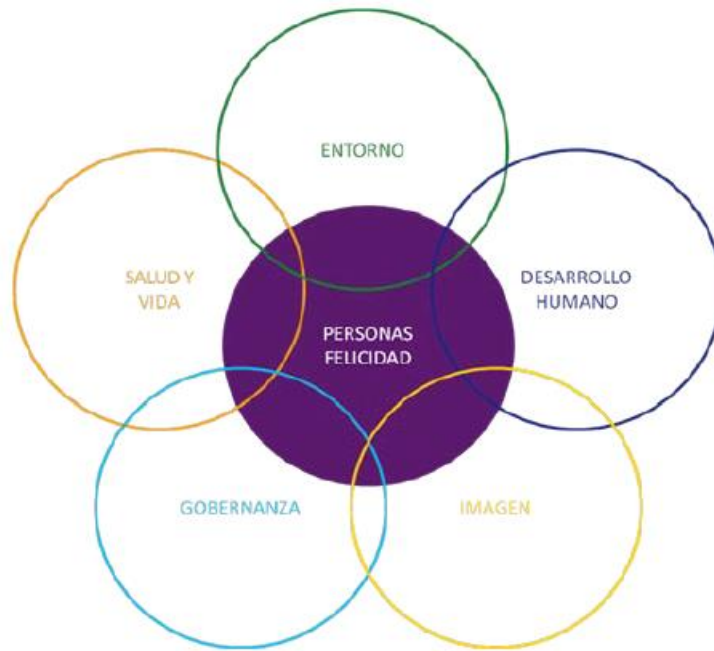 ENTORNO
SALUD Y
VIDA
DESARROLLO
HUMANO
PERSONAS
FELICIDAD
GOBERNANZA
IMAGEN